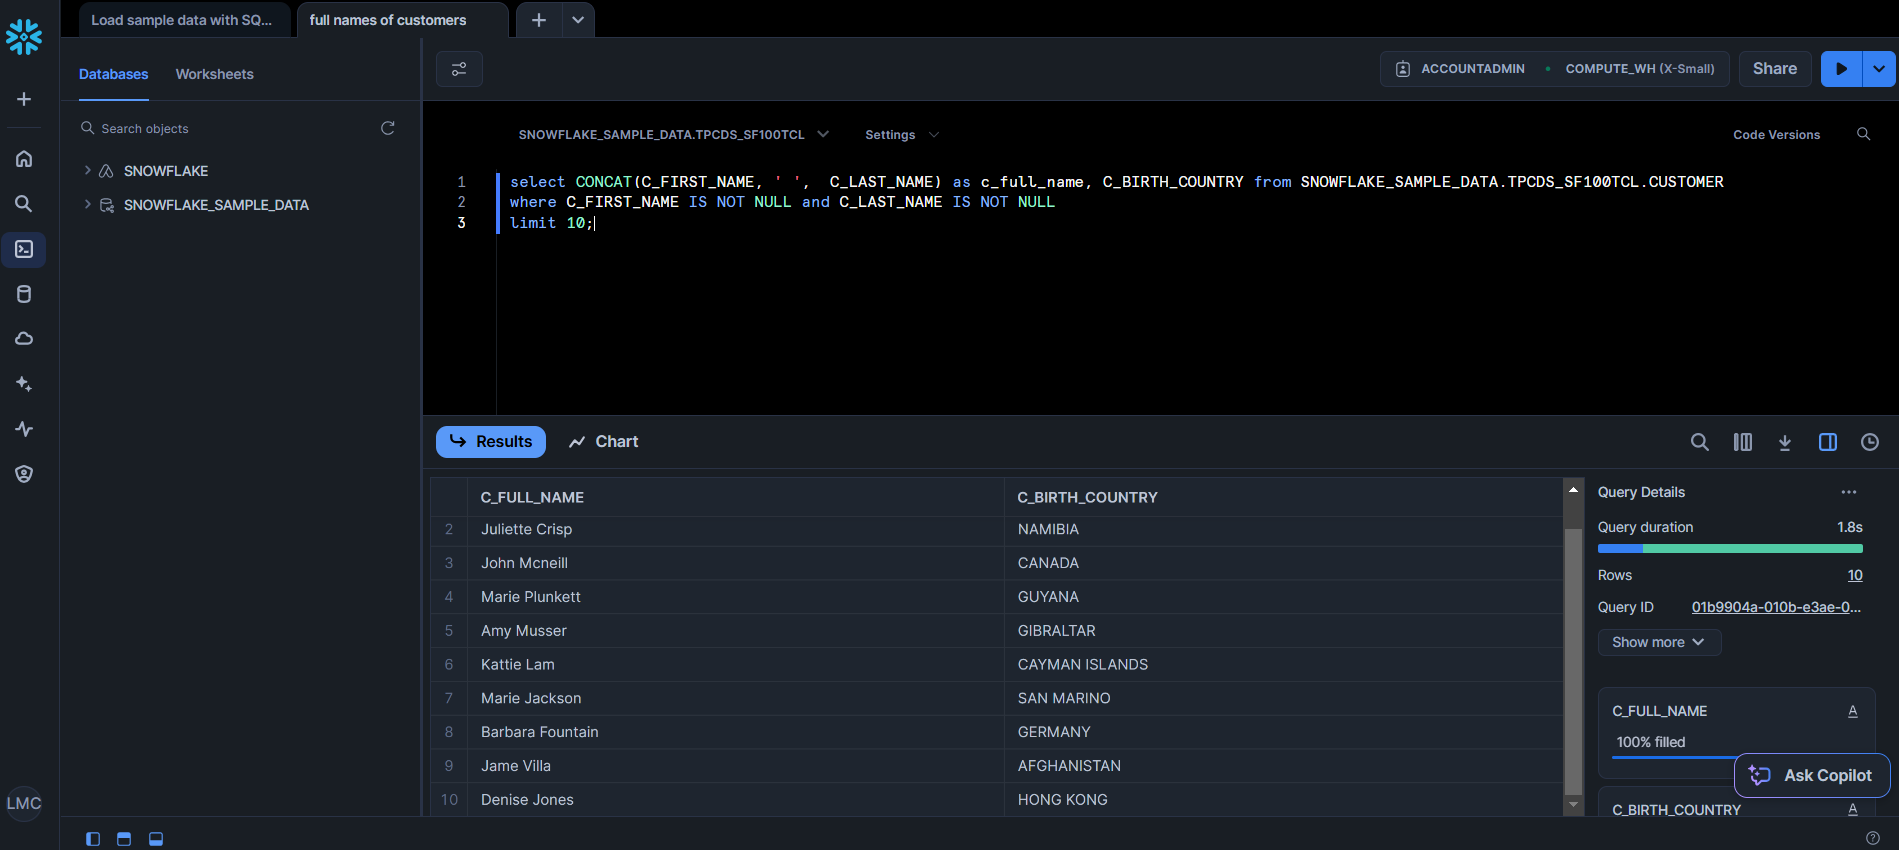 Load sample data with SQ...
full names of customers
Databases
Worksheets
ACCOUNTADMIN
COMPUTE_WH (X-Small)
Share
Search objects
SNOWFLAKE
SNOWFLAKE_SAMPLE_DATA
SNOWFLAKE_SAMPLE_DATA.TPCDS_SF100TCL
Settings
Code Versions
1 select CONCAT(C_FIRST_NAME, ' ',  C_LAST_NAME) as c_full_name, C_BIRTH_COUNTRY from SNOWFLAKE_SAMPLE_DATA.TPCDS_SF100TCL.CUSTOMER
2 where C_FIRST_NAME IS NOT NULL and C_LAST_NAME IS NOT NULL
3 limit 10;
Results
Chart
C_FULL_NAME C_BIRTH_COUNTRY
2 Juliette Crisp NAMIBIA
3 John Mcneill CANADA
4 Marie Plunkett GUYANA
5 Amy Musser GIBRALTAR
6 Kattie Lam CAYMAN ISLANDS
7 Marie Jackson SAN MARINO
8 Barbara Fountain GERMANY
9 Jame Villa AFGHANISTAN
10 Denise Jones HONG KONG
Query Details
Query duration 1.8s
Rows 10
Query ID 01b9904a-010b-e3ae-0...
Show more
C_FULL_NAME A
100% filled
Ask Copilot
C_BIRTH_COUNTRY A
LMC